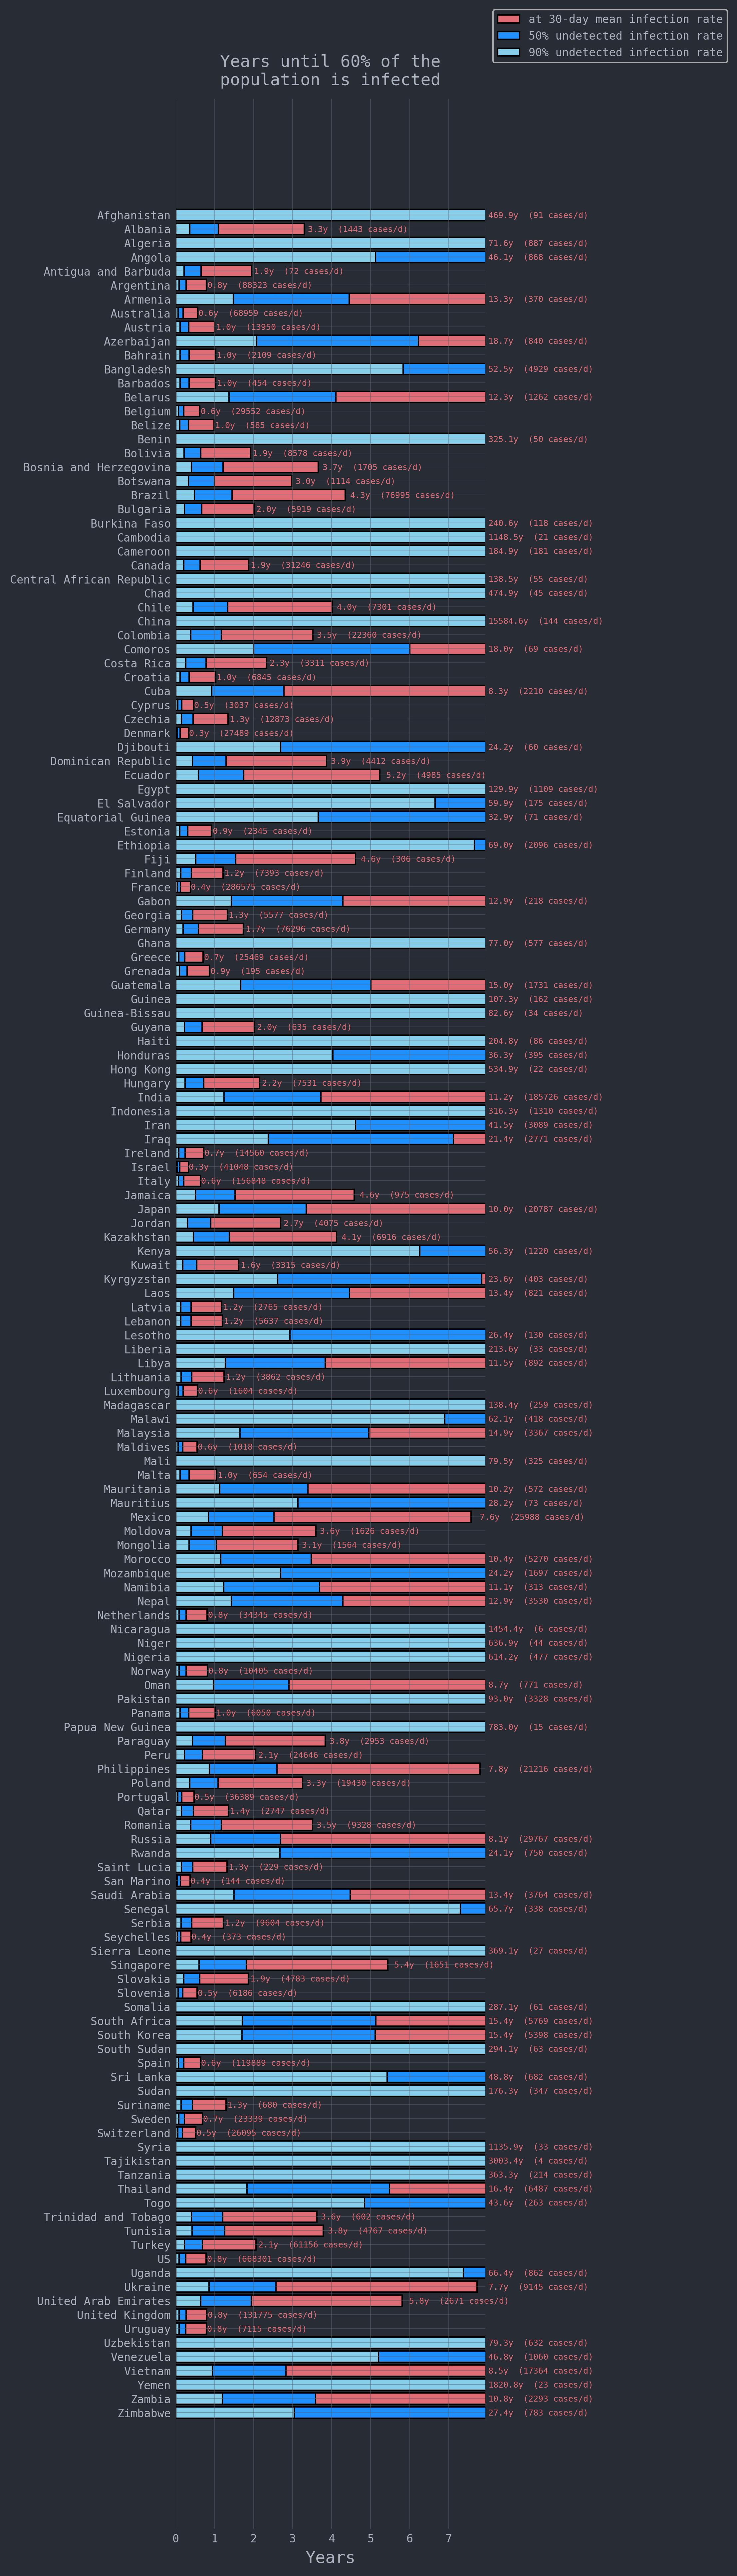 at 30-day mean infection rate
50% undetected infection rate
90% undetected infection rate
Years until 60% of the
population is infected
Afghanistan 469.9y (91 cases/d)
Albania 3.3y (1443 cases/d)
Algeria 71.6y (887 cases/d)
Angola 46.1y (868 cases/d)
Antigua and Barbuda 1.9y (72 cases/d)
Argentina 0.8y (88323 cases/d)
Armenia 13.3y (370 cases/d)
Australia 0.6y (68959 cases/d)
Austria 1.0y (13950 cases/d)
Azerbaijan 18.7y (840 cases/d)
Bahrain 1.0y (2109 cases/d)
Bangladesh 52.5y (4929 cases/d)
Barbados 1.0y (454 cases/d)
Belarus 12.3y (1262 cases/d)
Belgium 0.6y (29552 cases/d)
Belize 1.0y (585 cases/d)
Benin 325.1y (50 cases/d)
Bolivia 1.9y (8578 cases/d)
Bosnia and Herzegovina 3.7y (1705 cases/d)
Botswana 3.0y (1114 cases/d)
Brazil 4.3y (76995 cases/d)
Bulgaria 2.0y (5919 cases/d)
Burkina Faso 240.6y (118 cases/d)
Cambodia 1148.5y (21 cases/d)
Cameroon 184.9y (181 cases/d)
Canada 1.9y (31246 cases/d)
Central African Republic 138.5y (55 cases/d)
Chad 474.9y (45 cases/d)
Chile 4.0y (7301 cases/d)
China 15584.6y (144 cases/d)
Colombia 3.5y (22360 cases/d)
Comoros 18.0y (69 cases/d)
Costa Rica 2.3y (3311 cases/d)
Croatia 1.0y (6845 cases/d)
Cuba 8.3y (2210 cases/d)
Cyprus 0.5y (3037 cases/d)
Czechia 1.3y (12873 cases/d)
Denmark 0.3y (27489 cases/d)
Djibouti 24.2y (60 cases/d)
Dominican Republic 3.9y (4412 cases/d)
Ecuador 5.2y (4985 cases/d)
Egypt 129.9y (1109 cases/d)
El Salvador 59.9y (175 cases/d)
Equatorial Guinea 32.9y (71 cases/d)
Estonia 0.9y (2345 cases/d)
Ethiopia 69.0y (2096 cases/d)
Fiji 4.6y (306 cases/d)
Finland 1.2y (7393 cases/d)
France 0.4y (286575 cases/d)
Gabon 12.9y (218 cases/d)
Georgia 1.3y (5577 cases/d)
Germany 1.7y (76296 cases/d)
Ghana 77.0y (577 cases/d)
Greece 0.7y (25469 cases/d)
Grenada 0.9y (195 cases/d)
Guatemala 15.0y (1731 cases/d)
Guinea 107.3y (162 cases/d)
Guinea-Bissau 82.6y (34 cases/d)
Guyana 2.0y (635 cases/d)
Haiti 204.8y (86 cases/d)
Honduras 36.3y (395 cases/d)
Hong Kong 534.9y (22 cases/d)
Hungary 2.2y (7531 cases/d)
India 11.2y (185726 cases/d)
Indonesia 316.3y (1310 cases/d)
Iran 41.5y (3089 cases/d)
Iraq 21.4y (2771 cases/d)
Ireland 0.7y (14560 cases/d)
Israel 0.3y (41048 cases/d)
Italy 0.6y (156848 cases/d)
Jamaica 4.6y (975 cases/d)
Japan 10.0y (20787 cases/d)
Jordan 2.7y (4075 cases/d)
Kazakhstan 4.1y (6916 cases/d)
Kenya 56.3y (1220 cases/d)
Kuwait 1.6y (3315 cases/d)
Kyrgyzstan 23.6y (403 cases/d)
Laos 13.4y (821 cases/d)
Latvia 1.2y (2765 cases/d)
Lebanon 1.2y (5637 cases/d)
Lesotho 26.4y (130 cases/d)
Liberia 213.6y (33 cases/d)
Libya 11.5y (892 cases/d)
Lithuania 1.2y (3862 cases/d)
Luxembourg 0.6y (1604 cases/d)
Madagascar 138.4y (259 cases/d)
Malawi 62.1y (418 cases/d)
Malaysia 14.9y (3367 cases/d)
Maldives 0.6y (1018 cases/d)
Mali 79.5y (325 cases/d)
Malta 1.0y (654 cases/d)
Mauritania 10.2y (572 cases/d)
Mauritius 28.2y (73 cases/d)
Mexico 7.6y (25988 cases/d)
Moldova 3.6y (1626 cases/d)
Mongolia 3.1y (1564 cases/d)
Morocco 10.4y (5270 cases/d)
Mozambique 24.2y (1697 cases/d)
Namibia 11.1y (313 cases/d)
Nepal 12.9y (3530 cases/d)
Netherlands 0.8y (34345 cases/d)
Nicaragua 1454.4y (6 cases/d)
Niger 636.9y (44 cases/d)
Nigeria 614.2y (477 cases/d)
Norway 0.8y (10405 cases/d)
Oman 8.7y (771 cases/d)
Pakistan 93.0y (3328 cases/d)
Panama 1.0y (6050 cases/d)
Papua New Guinea 783.0y (15 cases/d)
Paraguay 3.8y (2953 cases/d)
Peru 2.1y (24646 cases/d)
Philippines 7.8y (21216 cases/d)
Poland 3.3y (19430 cases/d)
Portugal 0.5y (36389 cases/d)
Qatar 1.4y (2747 cases/d)
Romania 3.5y (9328 cases/d)
Russia 8.1y (29767 cases/d)
Rwanda 24.1y (750 cases/d)
Saint Lucia 1.3y (229 cases/d)
San Marino 0.4y (144 cases/d)
Saudi Arabia 13.4y (3764 cases/d)
Senegal 65.7y (338 cases/d)
Serbia 1.2y (9604 cases/d)
Seychelles 0.4y (373 cases/d)
Sierra Leone 369.1y (27 cases/d)
Singapore 5.4y (1651 cases/d)
Slovakia 1.9y (4783 cases/d)
Slovenia 0.5y (6186 cases/d)
Somalia 287.1y (61 cases/d)
South Africa 15.4y (5769 cases/d)
South Korea 15.4y (5398 cases/d)
South Sudan 294.1y (63 cases/d)
Spain 0.6y (119889 cases/d)
Sri Lanka 48.8y (682 cases/d)
Sudan 176.3y (347 cases/d)
Suriname 1.3y (680 cases/d)
Sweden 0.7y (23339 cases/d)
Switzerland 0.5y (26095 cases/d)
Syria 1135.9y (33 cases/d)
Tajikistan 3003.4y (4 cases/d)
Tanzania 363.3y (214 cases/d)
Thailand 16.4y (6487 cases/d)
Togo 43.6y (263 cases/d)
Trinidad and Tobago 3.6y (602 cases/d)
Tunisia 3.8y (4767 cases/d)
Turkey 2.1y (61156 cases/d)
US 0.8y (668301 cases/d)
Uganda 66.4y (862 cases/d)
Ukraine 7.7y (9145 cases/d)
United Arab Emirates 5.8y (2671 cases/d)
United Kingdom 0.8y (131775 cases/d)
Uruguay 0.8y (7115 cases/d)
Uzbekistan 79.3y (632 cases/d)
Venezuela 46.8y (1060 cases/d)
Vietnam 8.5y (17364 cases/d)
Yemen 1820.8y (23 cases/d)
Zambia 10.8y (2293 cases/d)
Zimbabwe 27.4y (783 cases/d)
0 1 2 3 4 5 6 7
Years